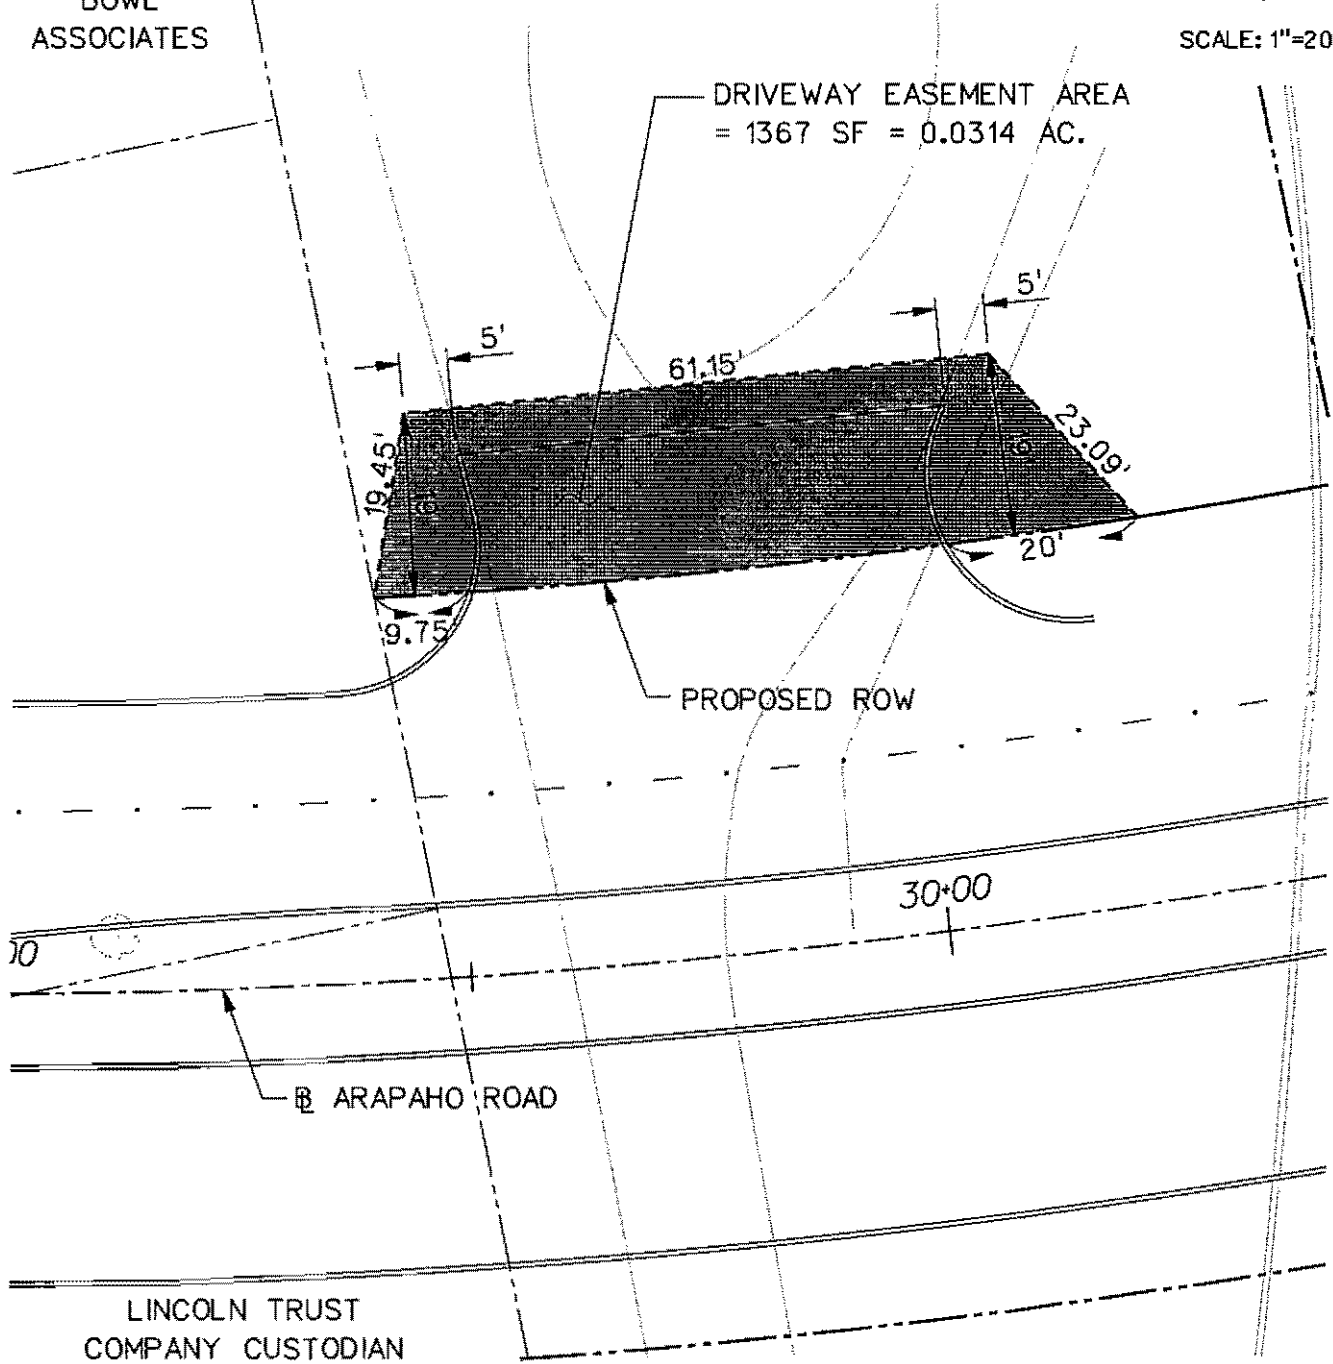 ASSOCIATES
SCALE: 1"=20
DRIVEWAY EASEMENT AREA
= 1367 SF = 0.0314 AC.
5'
5'
61.15'
23.09'
19.45'
20'
9.75'
PROPOSED ROW
30+00
00
ARAPAHO ROAD
LINCOLN TRUST
COMPANY CUSTODIAN